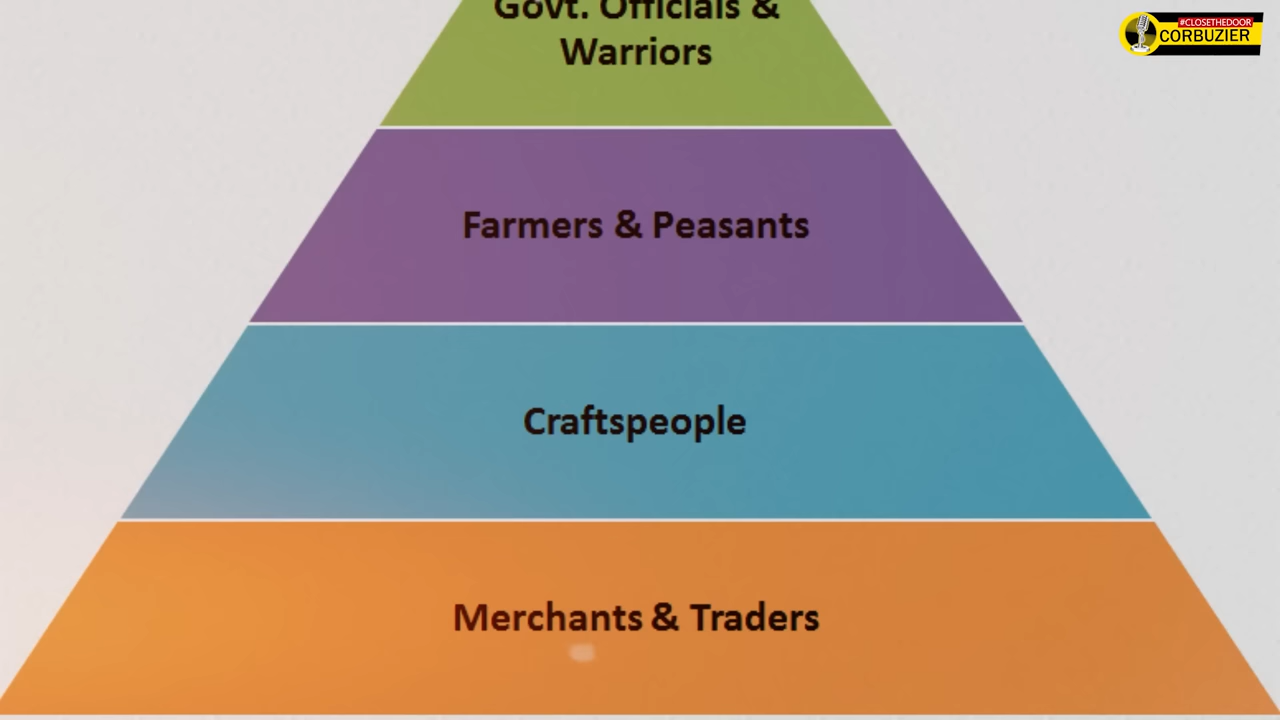 Govt. Officials &
Warriors
#CLOSETHEDOOR
CORBUZIER
Farmers & Peasants
Craftspeople
Merchants & Traders